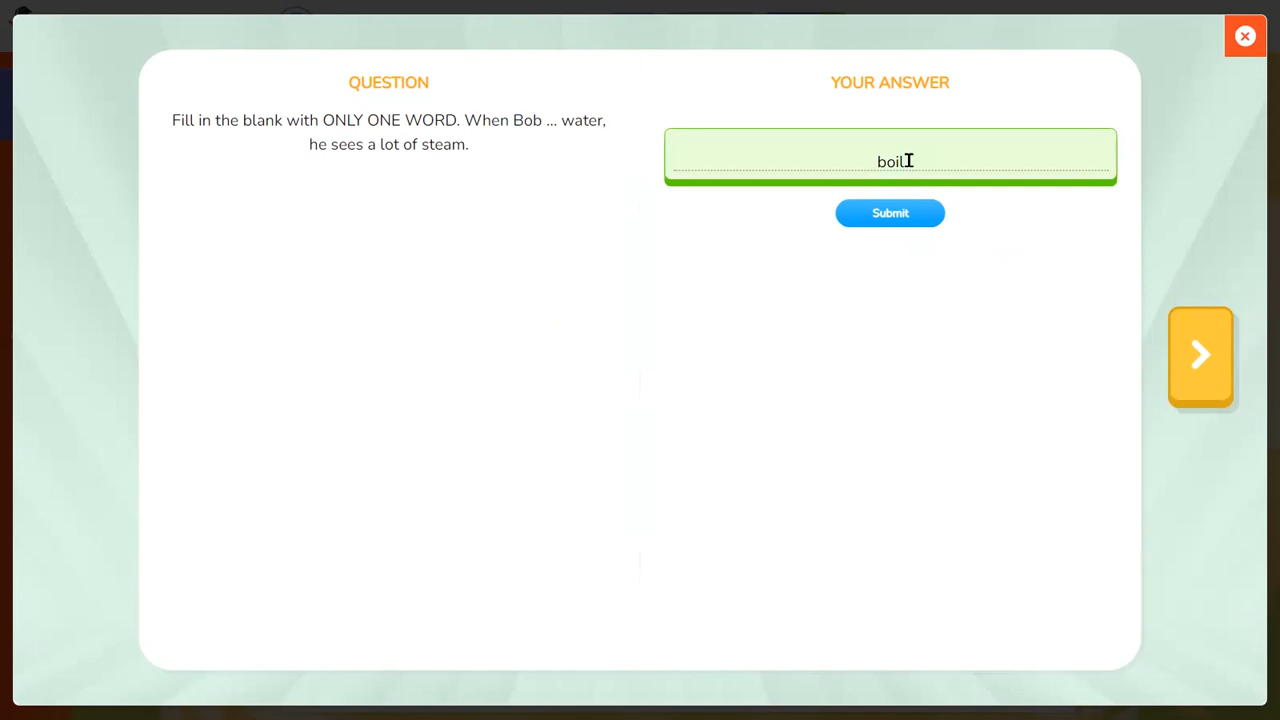 QUESTION
YOUR ANSWER
Fill in the blank with ONLY ONE WORD. When Bob ... water,
he sees a lot of steam.
boil
Submit